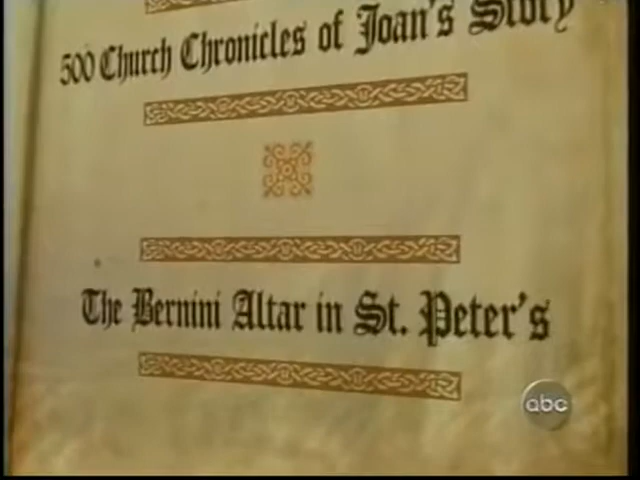 500 Church Chronicles of Joan's Story
The Bernini Altar in St. Peter's
abc